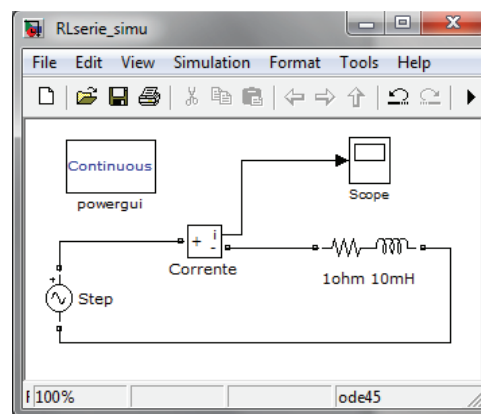 RLserie_simu
File Edit View Simulation Format Tools Help
Continuous
powergui
Scope
+ i
-
Corrente
1ohm 10mH
+
Step
100%
ode45